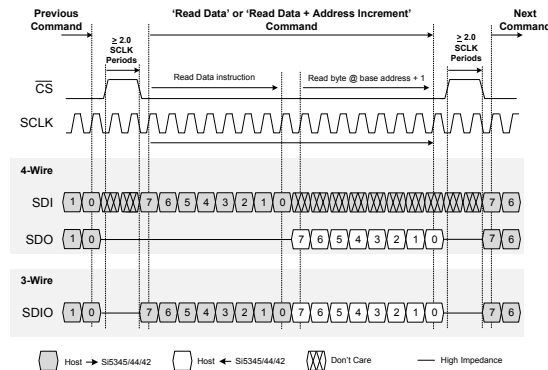 Previous Command
'Read Data' or 'Read Data + Address Increment' Command
Next Command
≥ 2.0 SCLK Periods
≥ 2.0 SCLK Periods
Read Data instruction
Read byte @ base address + 1
CS
SCLK
4-Wire
SDI 1 0 7 6 5 4 3 2 1 0 7 6
SDO 1 0 7 6 5 4 3 2 1 0 7 6
3-Wire
SDIO 1 0 7 6 5 4 3 2 1 0 7 6 5 4 3 2 1 0 7 6
Host → Si5345/44/42
Host ← Si5345/44/42
Don't Care
High Impedance